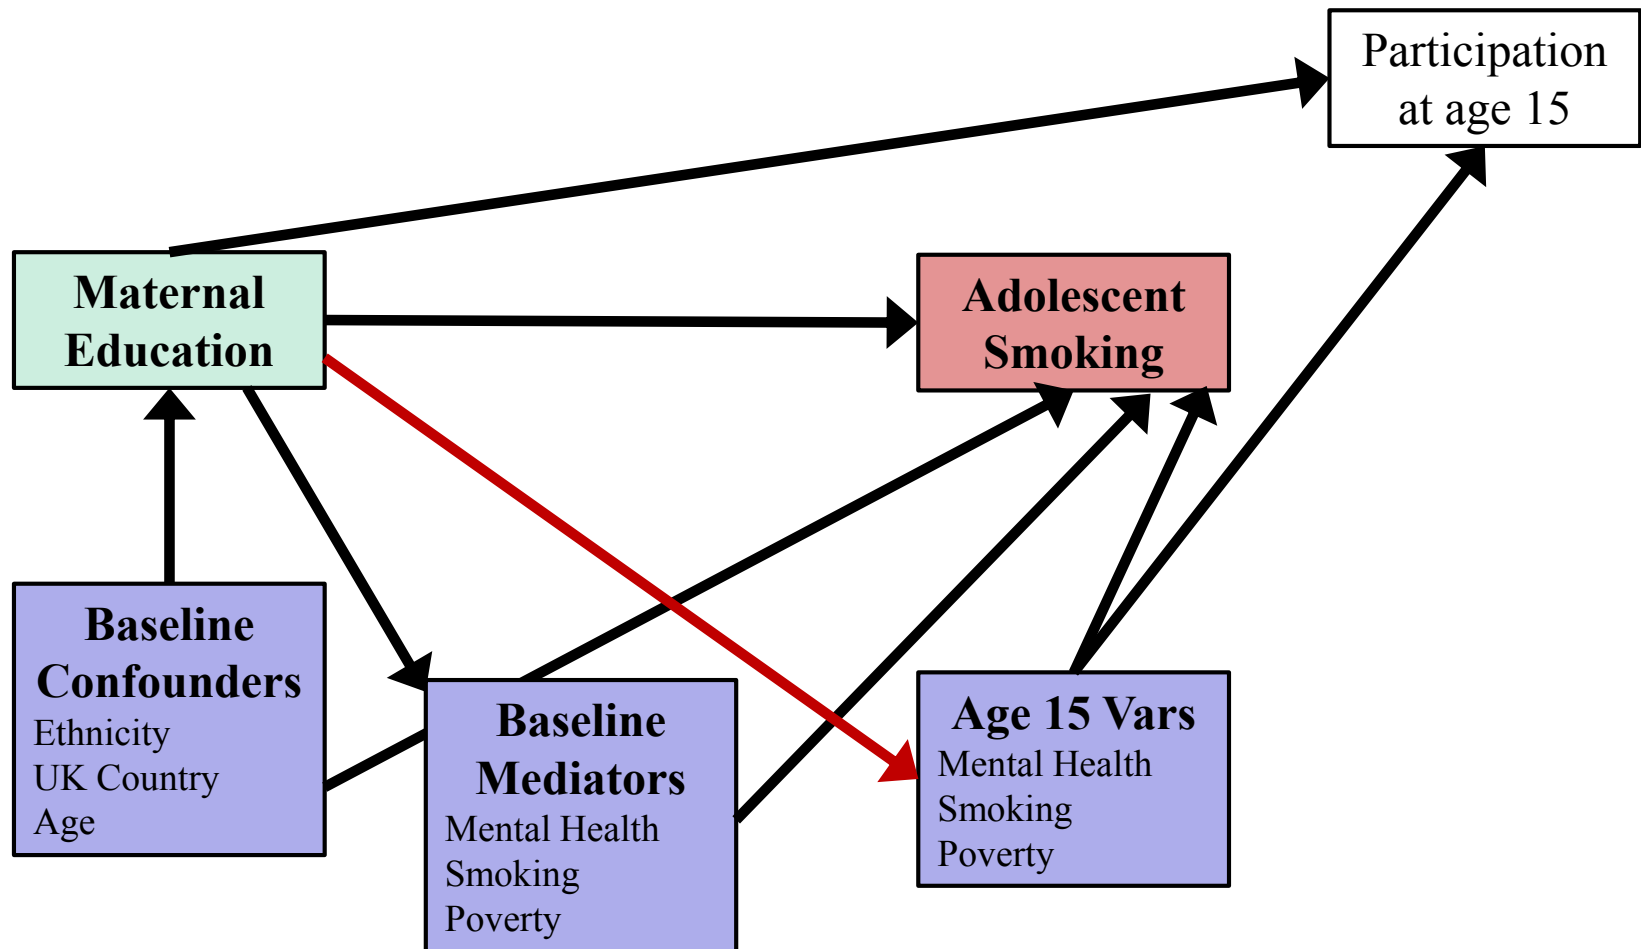 Participation
at age 15
Maternal
Education
Adolescent
Smoking
Baseline
Confounders
Ethnicity
UK Country
Age
Baseline
Mediators
Mental Health
Smoking
Poverty
Age 15 Vars
Mental Health
Smoking
Poverty